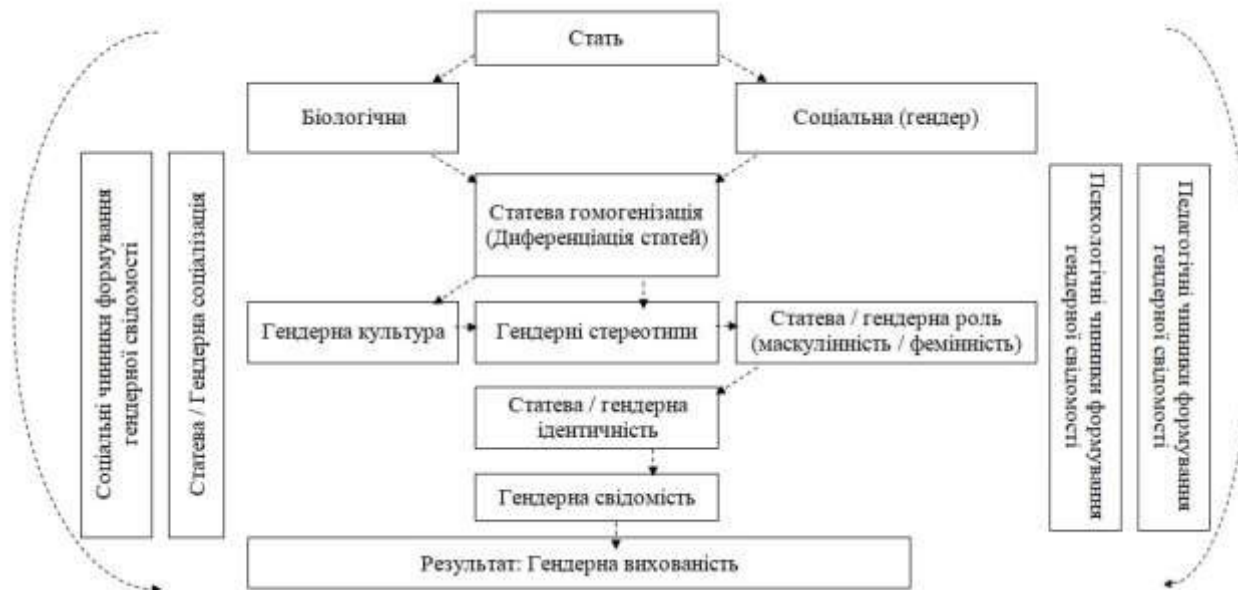 Стать
Біологічна
Соціальна (гендер)
Соціальні чинники формування
гендерної свідомості
Статева / Гендерна соціалізація
Статева гомогенізація
(Диференціація статей)
Психологічні чинники формування
гендерної свідомості
Педагогічні чинники формування
гендерної свідомості
Гендерна культура
Гендерні стереотипи
Статева / гендерна роль
(маскулінність / фемінність)
Статева / гендерна
ідентичність
Гендерна свідомість
Результат: Гендерна вихованість